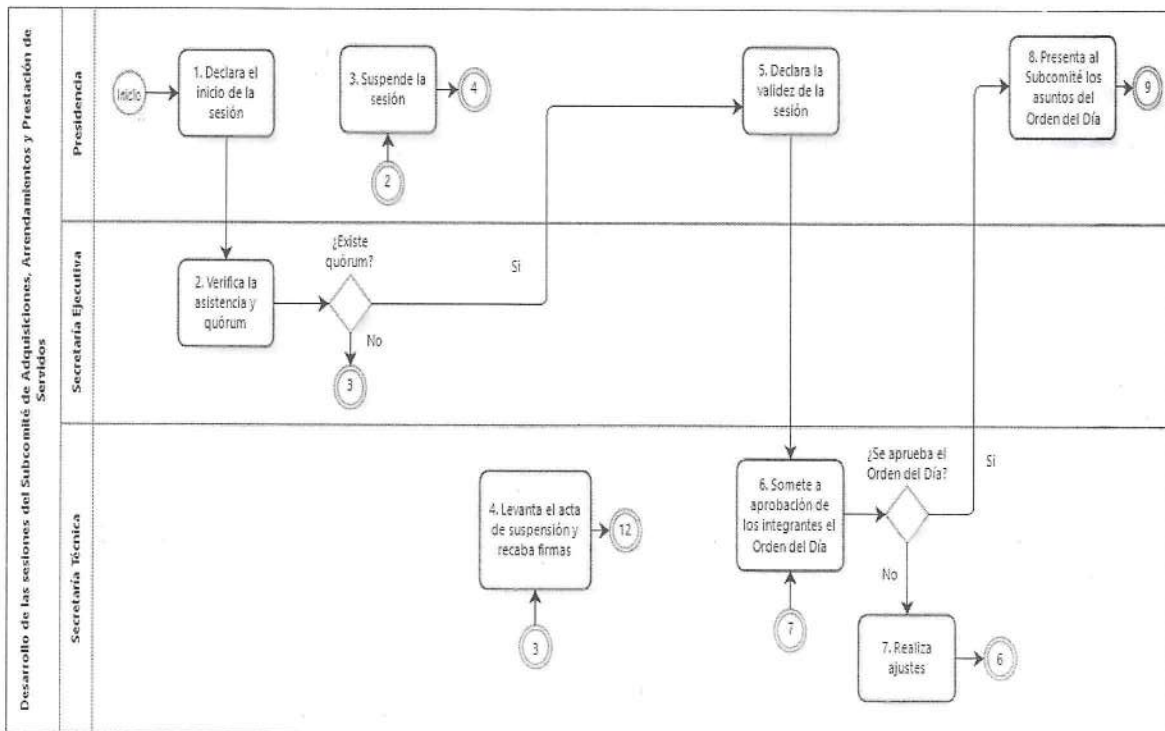 Desarrollo de las sesiones del Subcomité de Adquisiciones, Arrendamientos y Prestación de
Servidos
Presidencia
Inicio
1. Declara el
inicio de la
sesión
3. Suspende la
sesión
4
2
5. Declara la
validez de la
sesión
8. Presenta al
Subcomité los
asuntos del
Orden del Día
9
Secretaría Ejecutiva
2. Verifica la
asistencia y
quórum
¿Existe
quórum?
Si
No
3
Secretaría Técnica
4. Levanta el acta
de suspensión y
recaba firmas
12
3
6. Somete a
aprobación de
los integrantes el
Orden del Día
7
¿Se aprueba el
Orden del Día?
Si
No
7. Realiza
ajustes
6